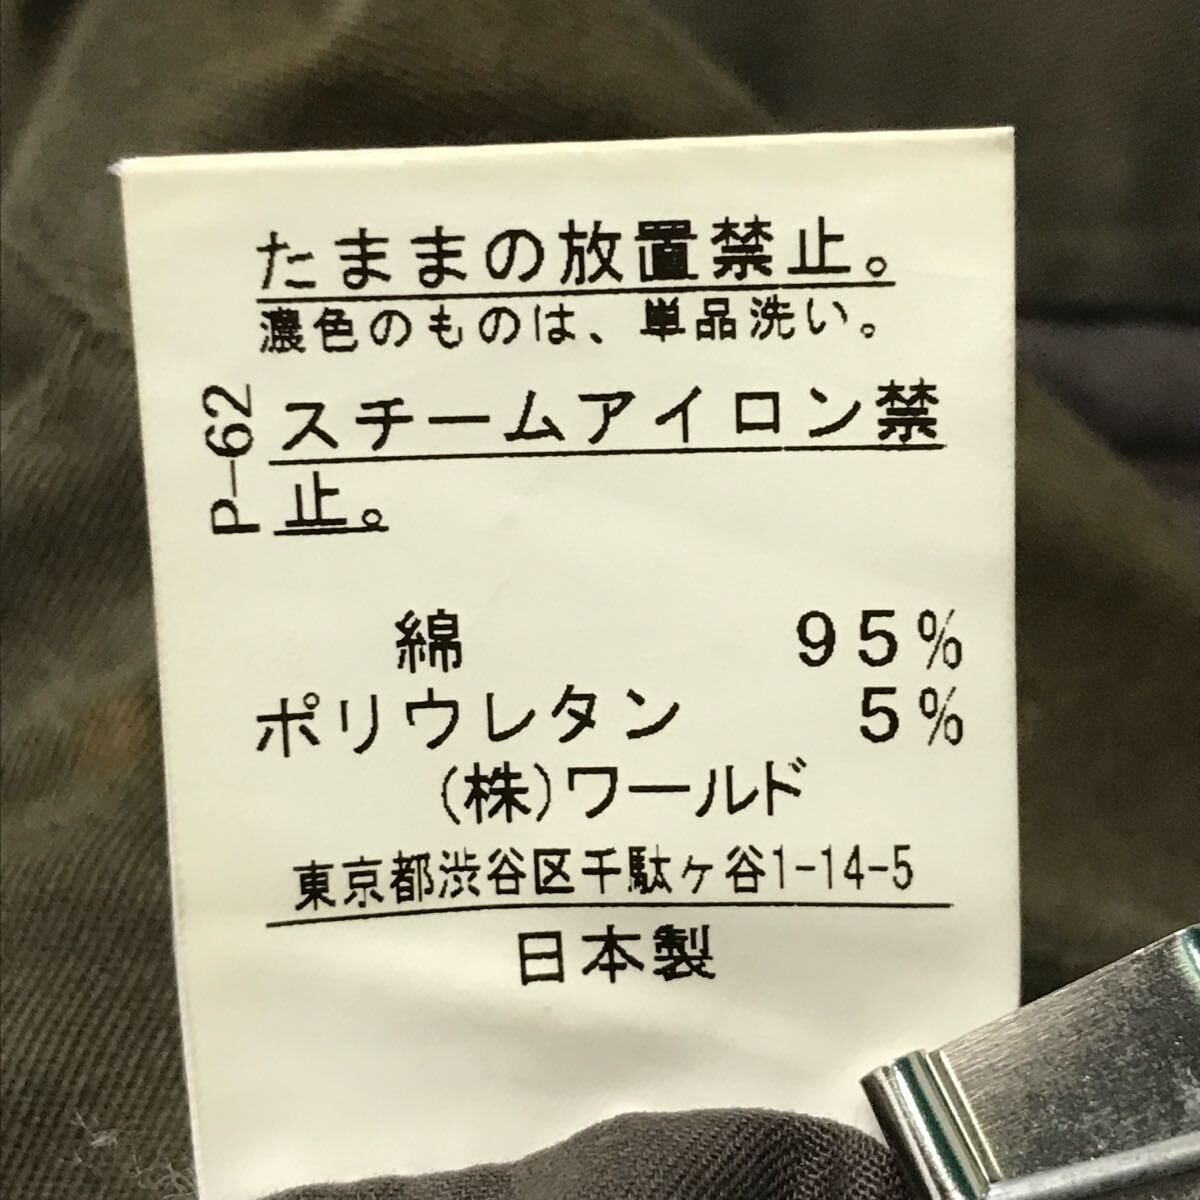 たままの放置禁止。
濃色のものは、単品洗い。
P-62
スチームアイロン禁
止。
綿 95%
ポリウレタン 5%
(株)ワールド
東京都渋谷区千駄ヶ谷1-14-5
日本製